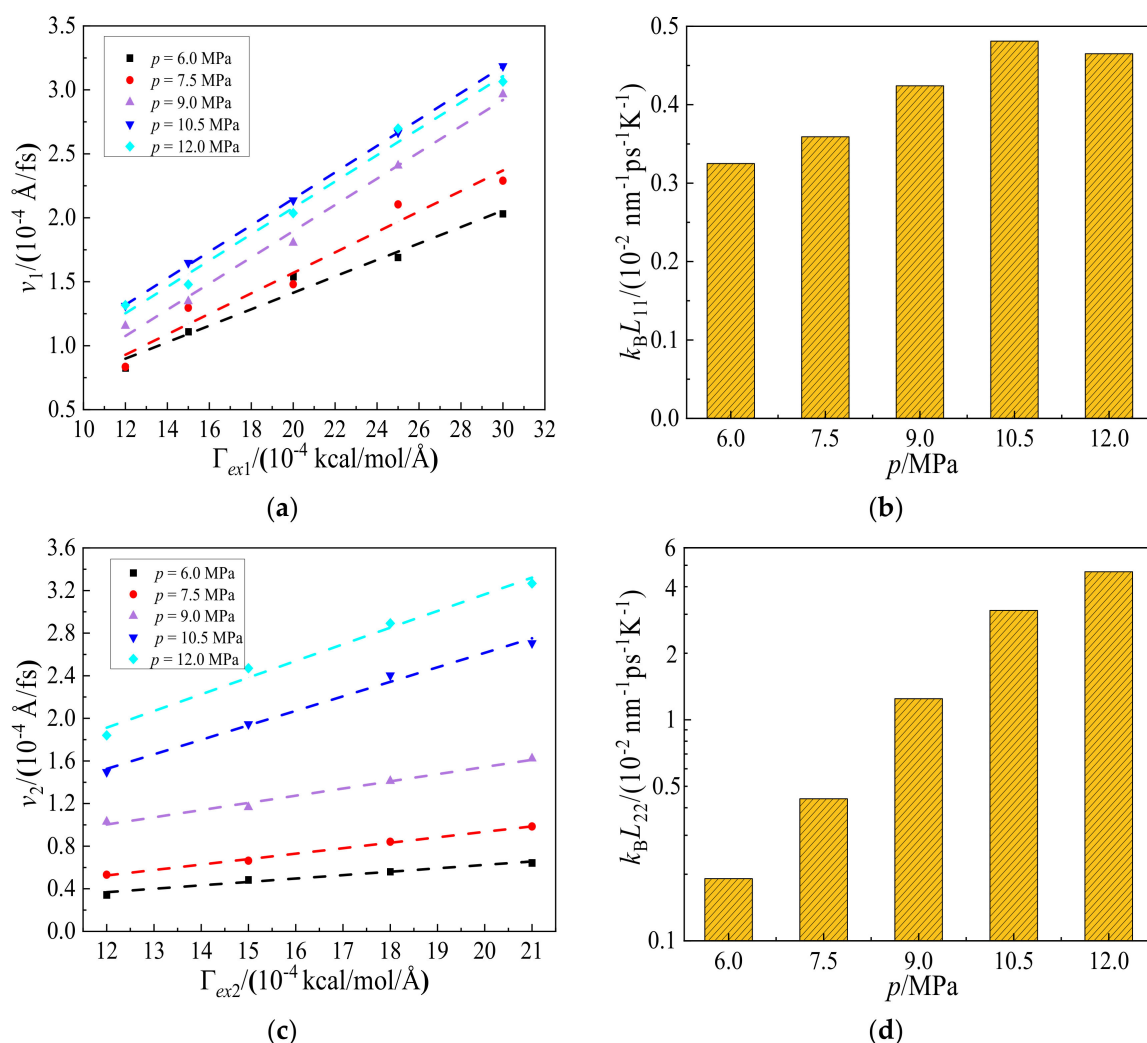 3.5
3.0
2.5
2.0
1.5
1.0
0.5
10 12 14 16 18 20 22 24 26 28 30 32
v₁/(10⁻⁴ Å/fs)
Γₑₓ₁/(10⁻⁴ kcal/mol/Å)
p = 6.0 MPa
p = 7.5 MPa
p = 9.0 MPa
p = 10.5 MPa
p = 12.0 MPa
(a)
0.5
0.4
0.3
0.2
0.1
0.0
6.0 7.5 9.0 10.5 12.0
k_BL₁₁/(10⁻² nm⁻¹ps⁻¹K⁻¹)
p/MPa
(b)
3.6
3.2
2.8
2.4
2.0
1.6
1.2
0.8
0.4
0.0
12 13 14 15 16 17 18 19 20 21
v₂/(10⁻⁴ Å/fs)
Γₑₓ₂/(10⁻⁴ kcal/mol/Å)
p = 6.0 MPa
p = 7.5 MPa
p = 9.0 MPa
p = 10.5 MPa
p = 12.0 MPa
(c)
6
4
2
1
0.5
0.1
6.0 7.5 9.0 10.5 12.0
k_BL₂₂/(10⁻² nm⁻¹ps⁻¹K⁻¹)
p/MPa
(d)